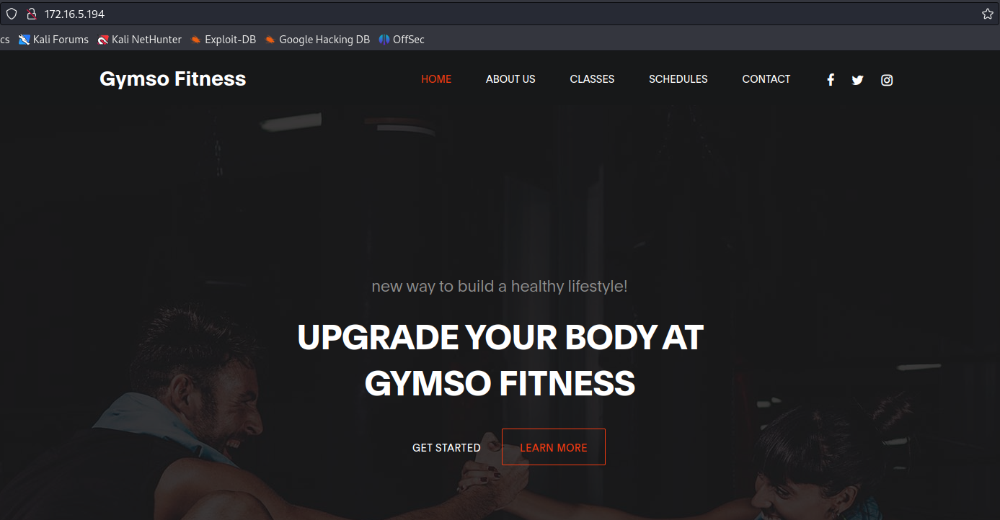 172.16.5.194
cs Kali Forums Kali NetHunter Exploit-DB Google Hacking DB OffSec
Gymso Fitness HOME ABOUT US CLASSES SCHEDULES CONTACT
new way to build a healthy lifestyle!
UPGRADE YOUR BODY AT
GYMSO FITNESS
GET STARTED LEARN MORE